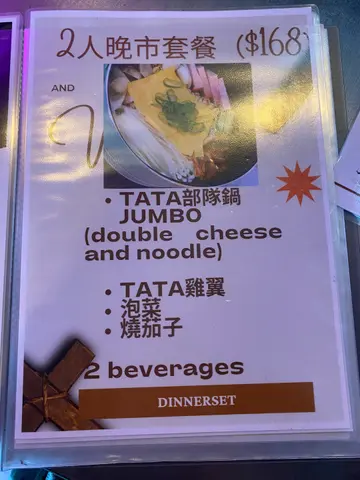 2人晚市套餐 ($168)
AND
• TATA部隊鍋
JUMBO
(double cheese
and noodle)
• TATA雞翼
• 泡菜
• 燒茄子
2 beverages
DINNERSET